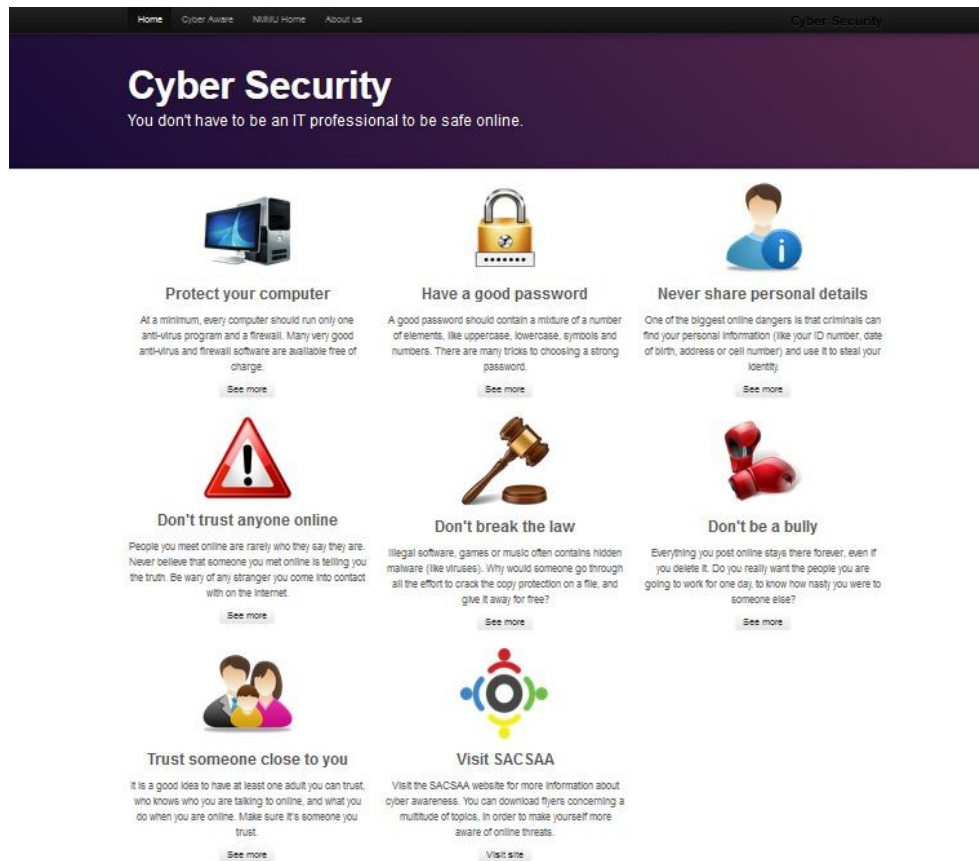 Home Cyber Aware NMMU Home About us Cyber Security
Cyber Security
You don't have to be an IT professional to be safe online.
Protect your computer
At a minimum, every computer should run only one
anti-virus program and a firewall. Many very good
anti-virus and firewall software are available free of
charge.
See more
Have a good password
A good password should contain a mixture of a number
of elements, like uppercase, lowercase, symbols and
numbers. There are many tricks to choosing a strong
password.
See more
Never share personal details
One of the biggest online dangers is that criminals can
find your personal information (like your ID number, date
of birth, address or cell number) and use it to steal your
identity.
See more
Don't trust anyone online
People you meet online are rarely who they say they are.
Never believe that someone you met online is telling you
the truth. Be wary of any stranger you come into contact
with on the internet.
See more
Don't break the law
Illegal software, games or music often contains hidden
malware (like viruses). Why would someone go through
all the effort to crack the copy protection on a file, and
give it away for free?
See more
Don't be a bully
Everything you post online stays there forever, even if
you delete it. Do you really want the people you are
going to work for one day, to know how nasty you were to
someone else?
See more
Trust someone close to you
It is a good idea to have at least one adult you can trust,
who knows who you are talking to online, and what you
do when you are online. Make sure it's someone you
trust.
See more
Visit SACSAA
Visit the SACSAA website for more information about
cyber awareness. You can download flyers concerning a
multitude of topics, in order to make yourself more
aware of online threats.
Visit site